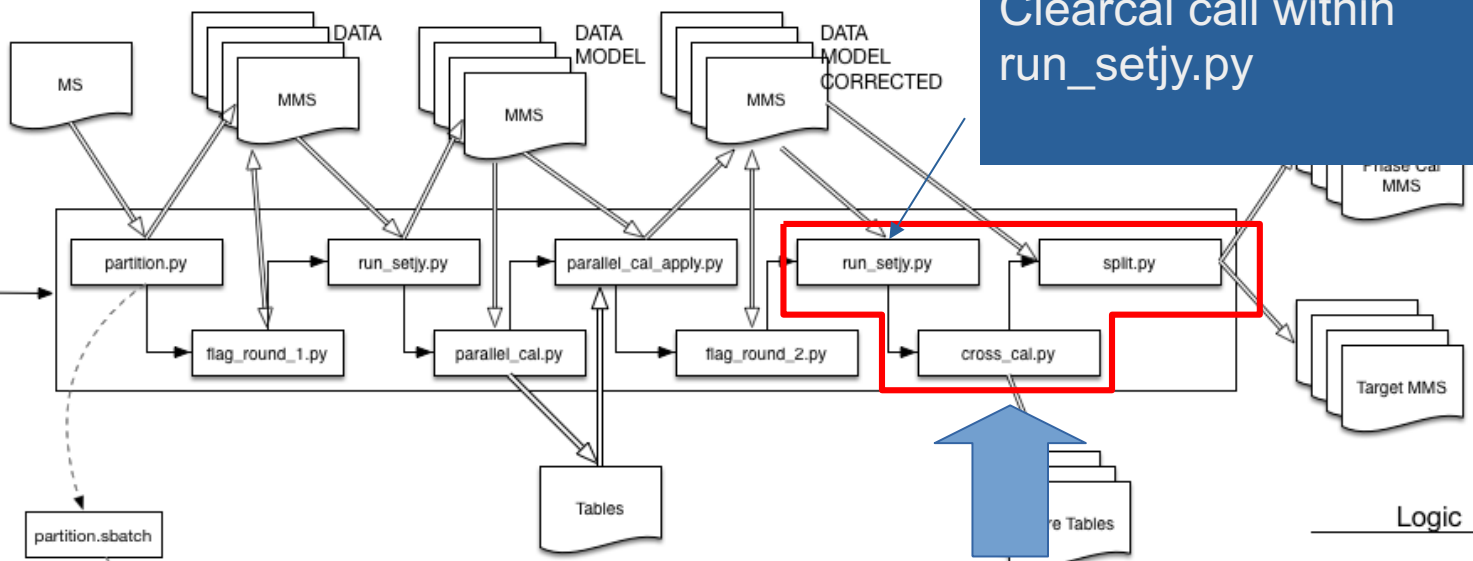 Clearcal call within
run_setjy.py
MS
MMS
DATA
MMS
DATA
MODEL
MMS
DATA
MODEL
CORRECTED
Phase Cal
MMS
partition.py
run_setjy.py
parallel_cal_apply.py
run_setjy.py
split.py
flag_round_1.py
parallel_cal.py
flag_round_2.py
cross_cal.py
Target MMS
Tables
Tables
partition.sbatch
Logic